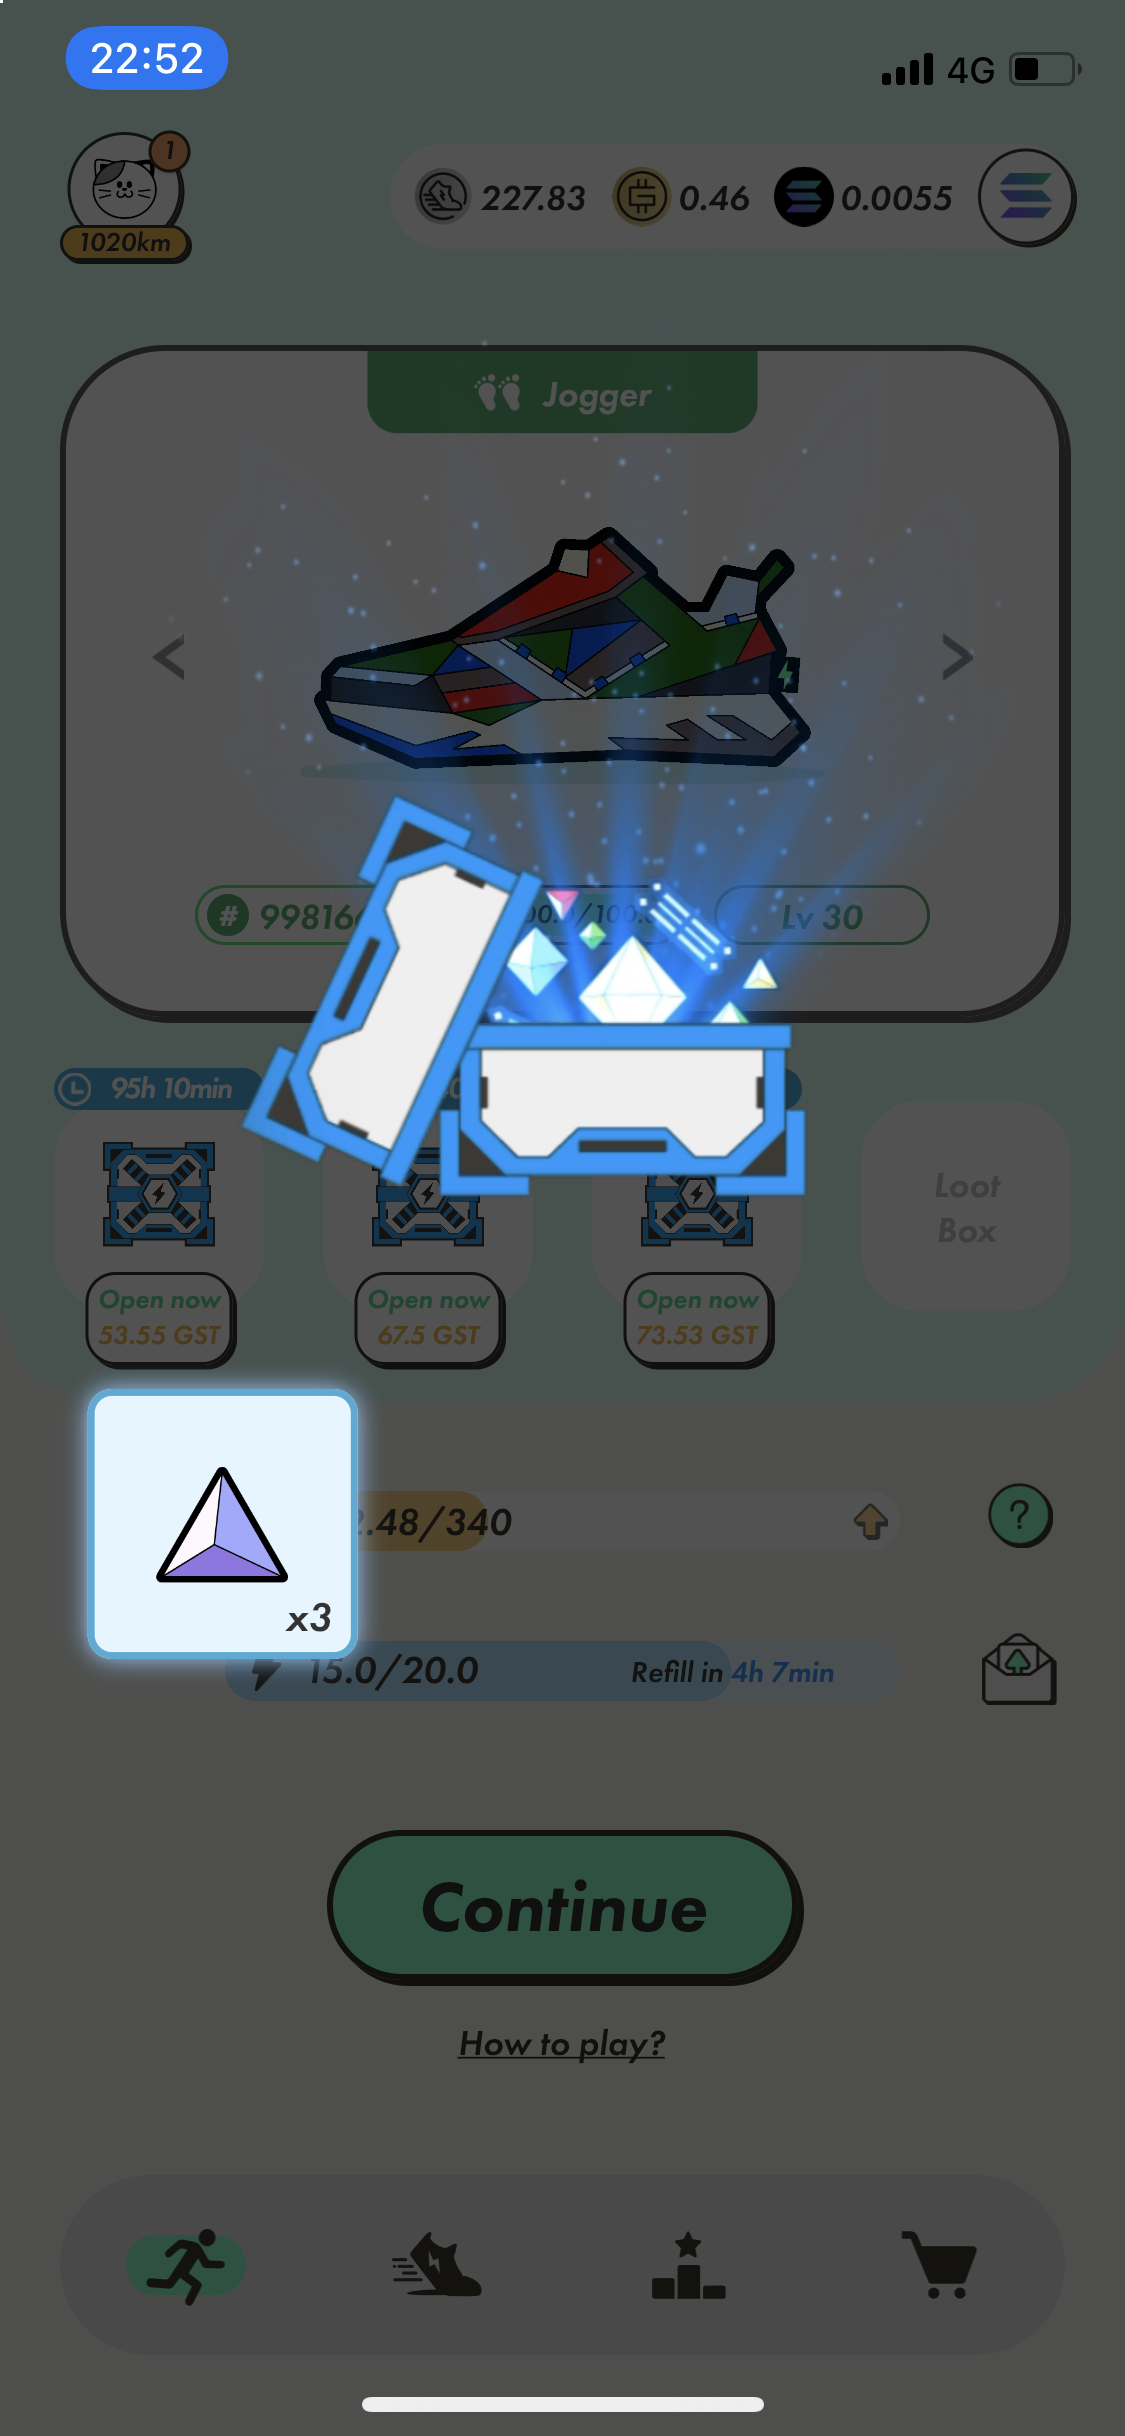 22:52
4G
1
1020km
227.83
0.46
0.0055
Jogger
# 99816
Lv 30
95h 10min
Loot
Box
Open now
53.55 GST
Open now
67.5 GST
Open now
73.53 GST
.48/340
?
x3
15.0/20.0
Refill in 4h 7min
Continue
How to play?